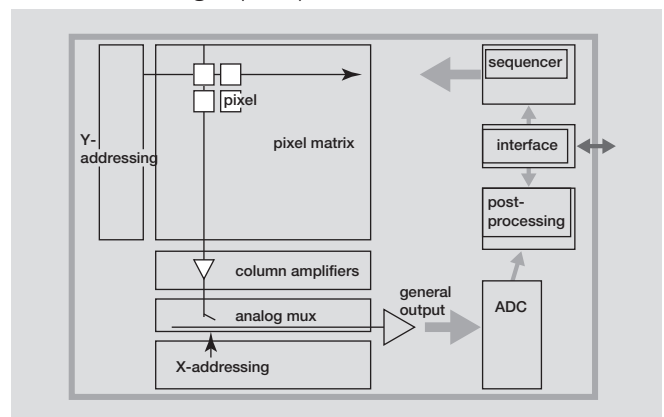 sequencer
pixel
Y-
addressing
pixel matrix
interface
post-
processing
column amplifiers
general
output
ADC
analog mux
X-addressing